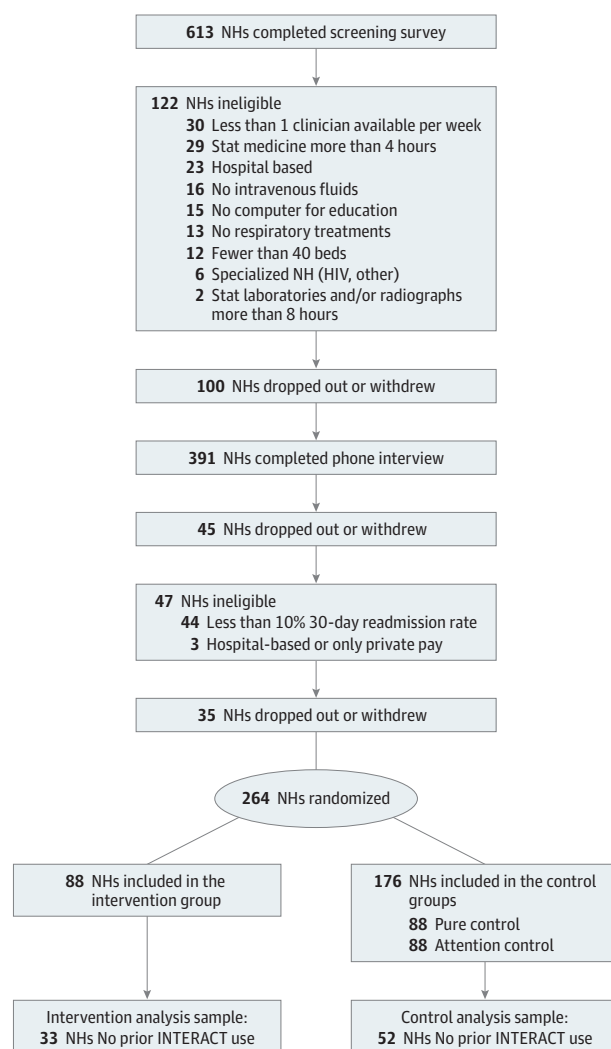 613 NHs completed screening survey
122 NHs ineligible
30 Less than 1 clinician available per week
29 Stat medicine more than 4 hours
23 Hospital based
16 No intravenous fluids
15 No computer for education
13 No respiratory treatments
12 Fewer than 40 beds
6 Specialized NH (HIV, other)
2 Stat laboratories and/or radiographs
more than 8 hours
100 NHs dropped out or withdrew
391 NHs completed phone interview
45 NHs dropped out or withdrew
47 NHs ineligible
44 Less than 10% 30-day readmission rate
3 Hospital-based or only private pay
35 NHs dropped out or withdrew
264 NHs randomized
88 NHs included in the
intervention group
176 NHs included in the control
groups
88 Pure control
88 Attention control
Intervention analysis sample:
33 NHs No prior INTERACT use
Control analysis sample:
52 NHs No prior INTERACT use